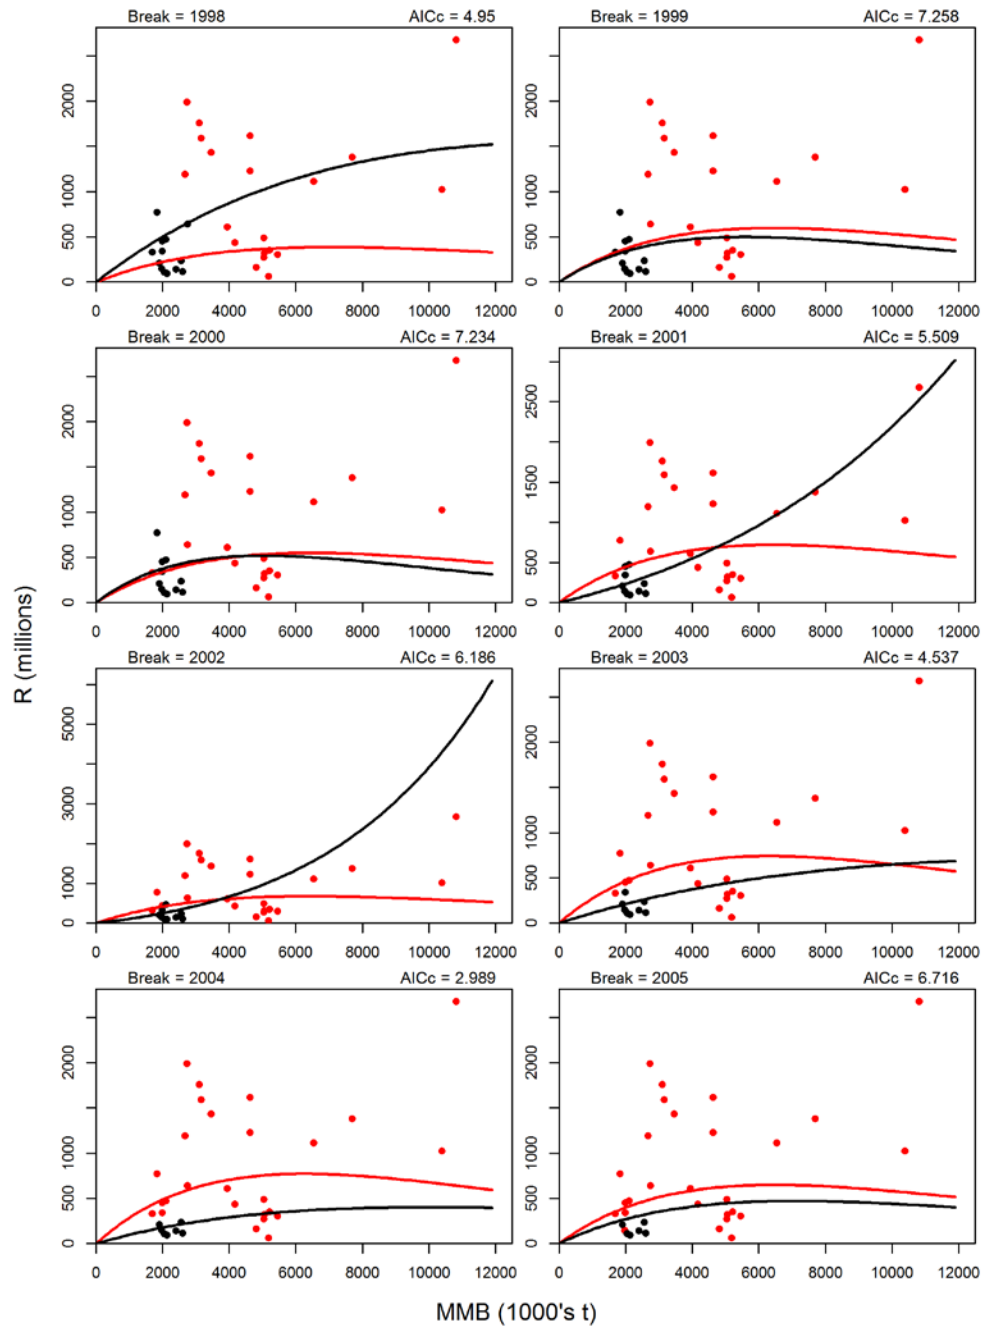 Break = 1998 AICc = 4.95
0 500 1000 2000
0 2000 4000 6000 8000 10000 12000
Break = 1999 AICc = 7.258
0 500 1000 2000
0 2000 4000 6000 8000 10000 12000
Break = 2000 AICc = 7.234
0 500 1000 2000
0 2000 4000 6000 8000 10000 12000
Break = 2001 AICc = 5.509
0 500 1500 2500
0 2000 4000 6000 8000 10000 12000
Break = 2002 AICc = 6.186
0 1000 3000 5000
0 2000 4000 6000 8000 10000 12000
Break = 2003 AICc = 4.537
0 500 1000 2000
0 2000 4000 6000 8000 10000 12000
Break = 2004 AICc = 2.989
0 500 1000 2000
0 2000 4000 6000 8000 10000 12000
Break = 2005 AICc = 6.716
0 500 1000 2000
0 2000 4000 6000 8000 10000 12000
R (millions)
MMB (1000's t)